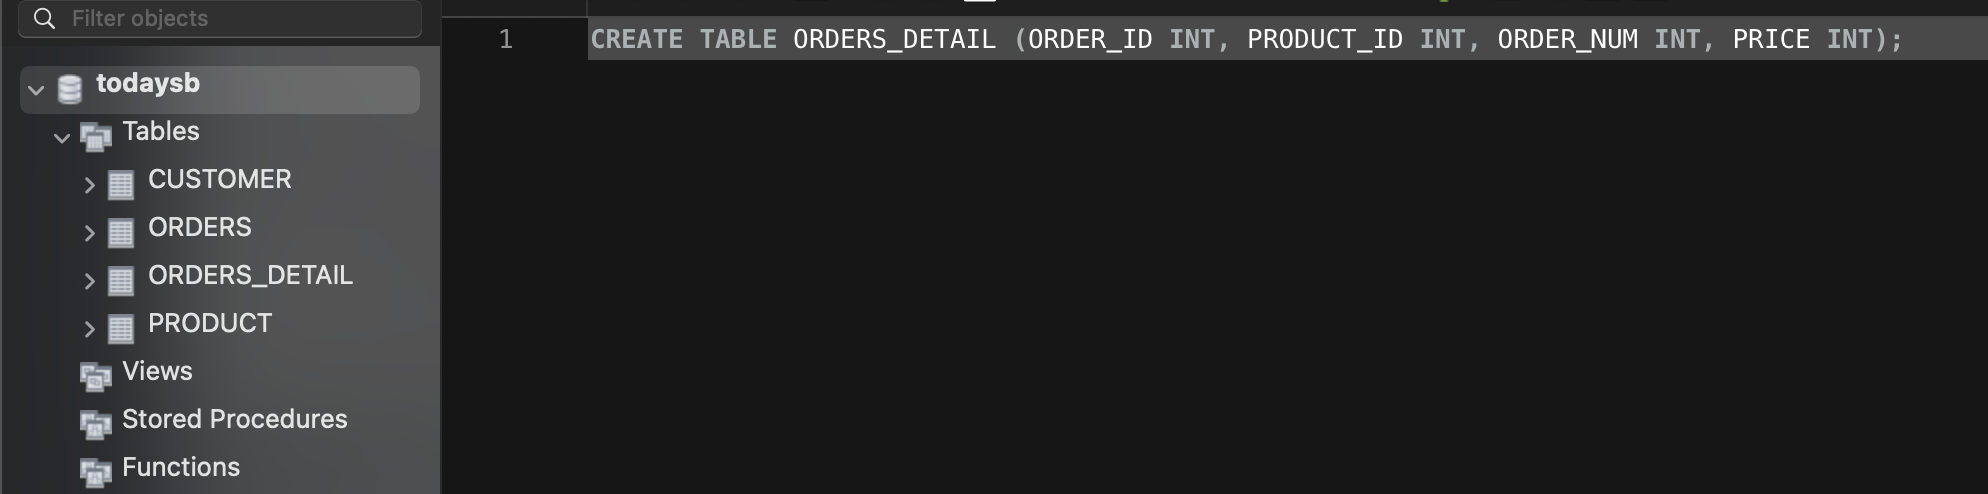 Filter objects
todaysb
Tables
CUSTOMER
ORDERS
ORDERS_DETAIL
PRODUCT
Views
Stored Procedures
Functions
1 CREATE TABLE ORDERS_DETAIL (ORDER_ID INT, PRODUCT_ID INT, ORDER_NUM INT, PRICE INT);